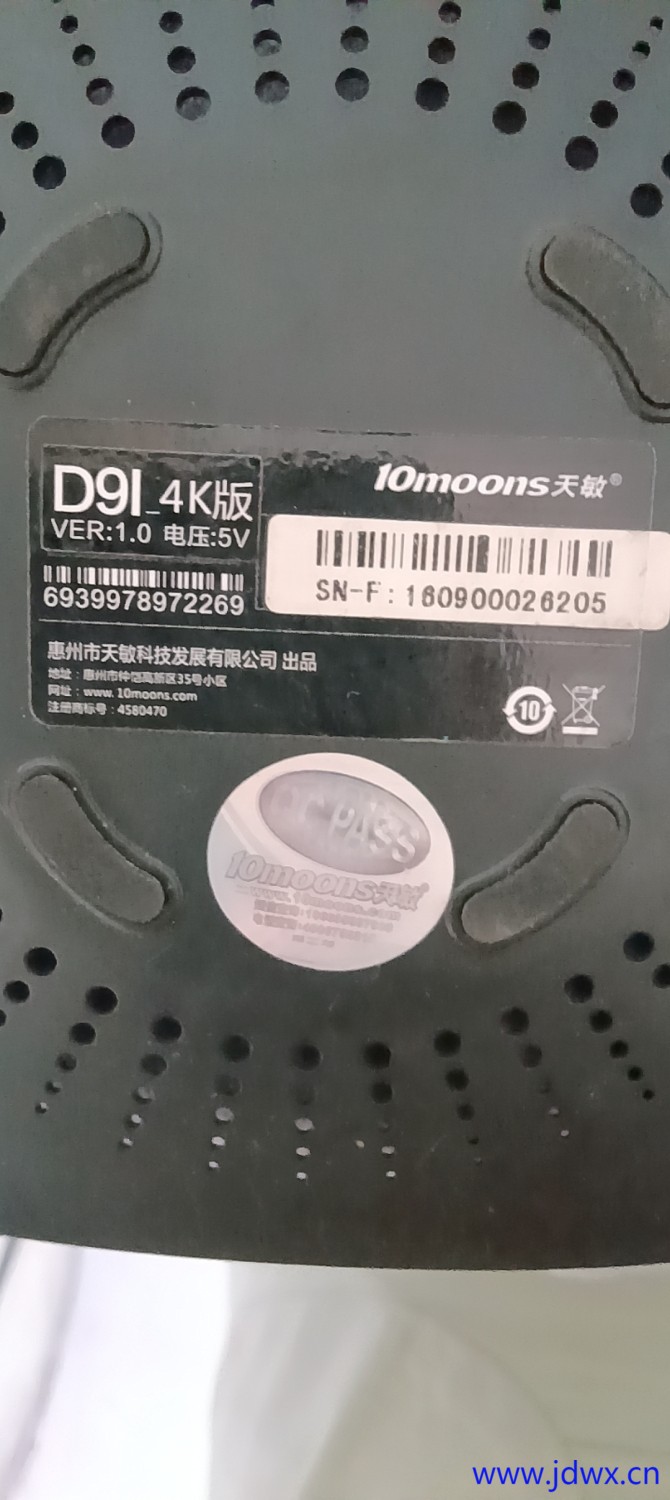 D9I_4K版
VER:1.0 电压:5V
6939978972269
10moons天敏®
SN-F: 160900026205
惠州市天敏科技发展有限公司 出品
地址:惠州市仲恺高新区35号小区
网址:www.10moons.com
注册商标号:4580470
10
QC PASS
10moons天敏
www.jdwx.cn